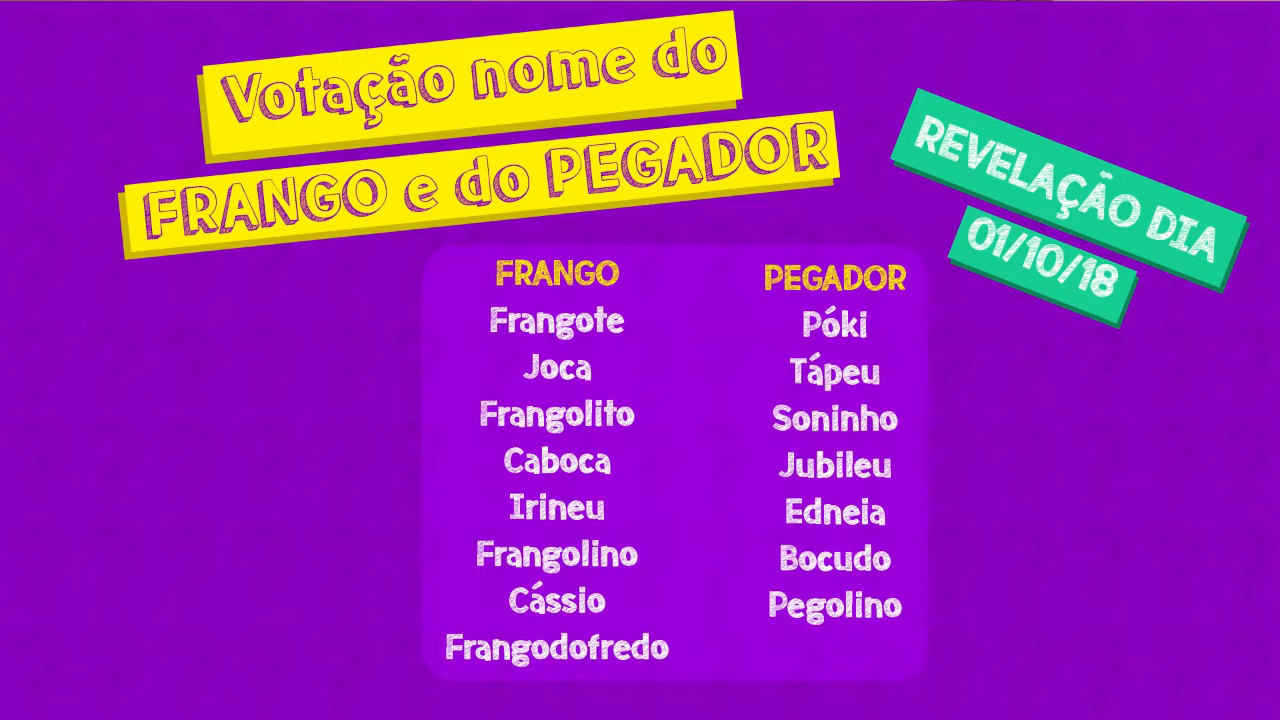 Votação nome do
FRANGO e do PEGADOR
REVELAÇÃO DIA
01/10/18
FRANGO
Frangote
Joca
Frangolito
Caboca
Irineu
Frangolino
Cássio
Frangodofredo
PEGADOR
Póki
Tápeu
Soninho
Jubileu
Edneia
Bocudo
Pegolino